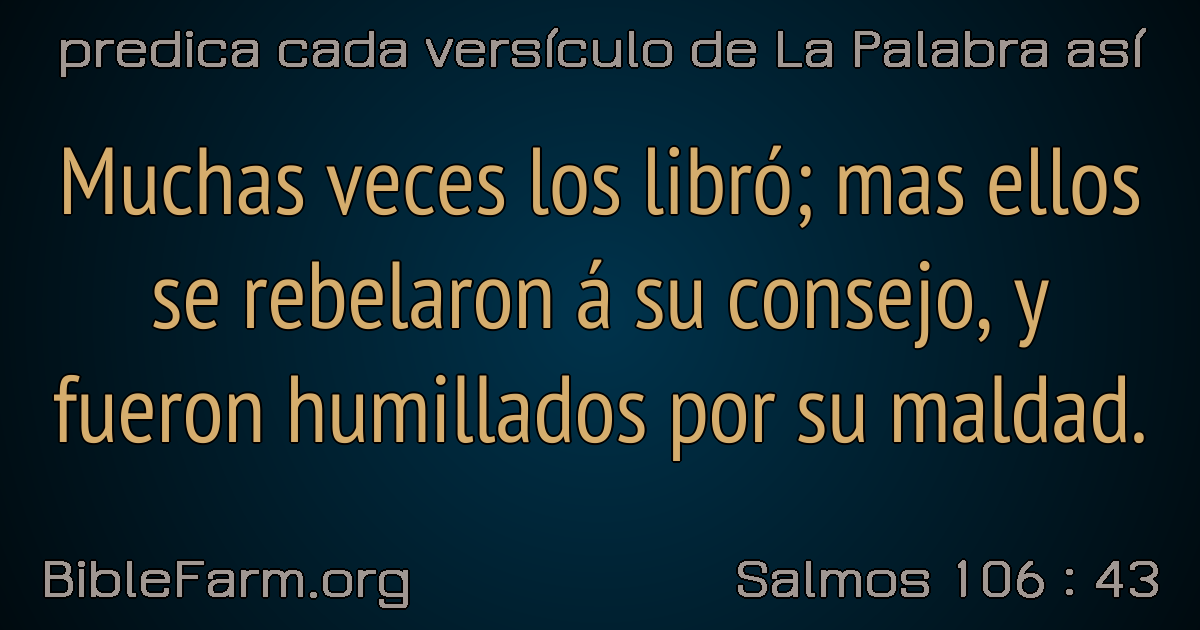 predica cada versículo de La Palabra así
Muchas veces los libró; mas ellos
se rebelaron á su consejo, y
fueron humillados por su maldad.
BibleFarm.org
Salmos 106 : 43